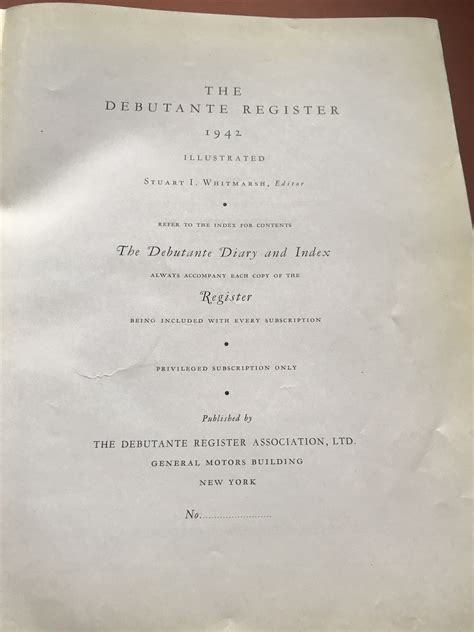 THE
DEBUTANTE REGISTER
1942
ILLUSTRATED
STUART I. WHITMARSH, Editor
•
REFER TO THE INDEX FOR CONTENTS
The Debutante Diary and Index
ALWAYS ACCOMPANY EACH COPY OF THE
Register
BEING INCLUDED WITH EVERY SUBSCRIPTION
•
PRIVILEGED SUBSCRIPTION ONLY
•
Published by
THE DEBUTANTE REGISTER ASSOCIATION, LTD.
GENERAL MOTORS BUILDING
NEW YORK
No.........................